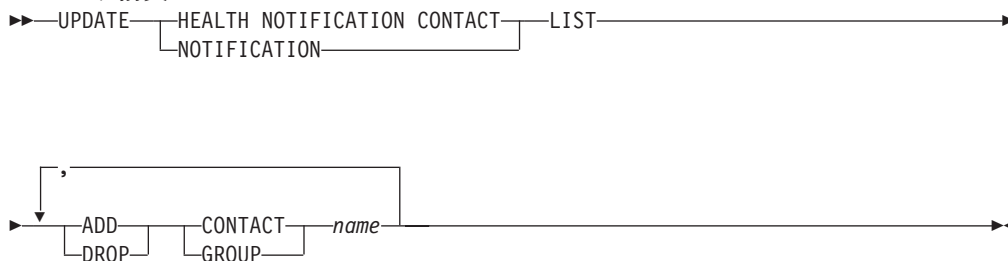 UPDATE HEALTH NOTIFICATION CONTACT LIST
NOTIFICATION
,
ADD CONTACT name
DROP GROUP